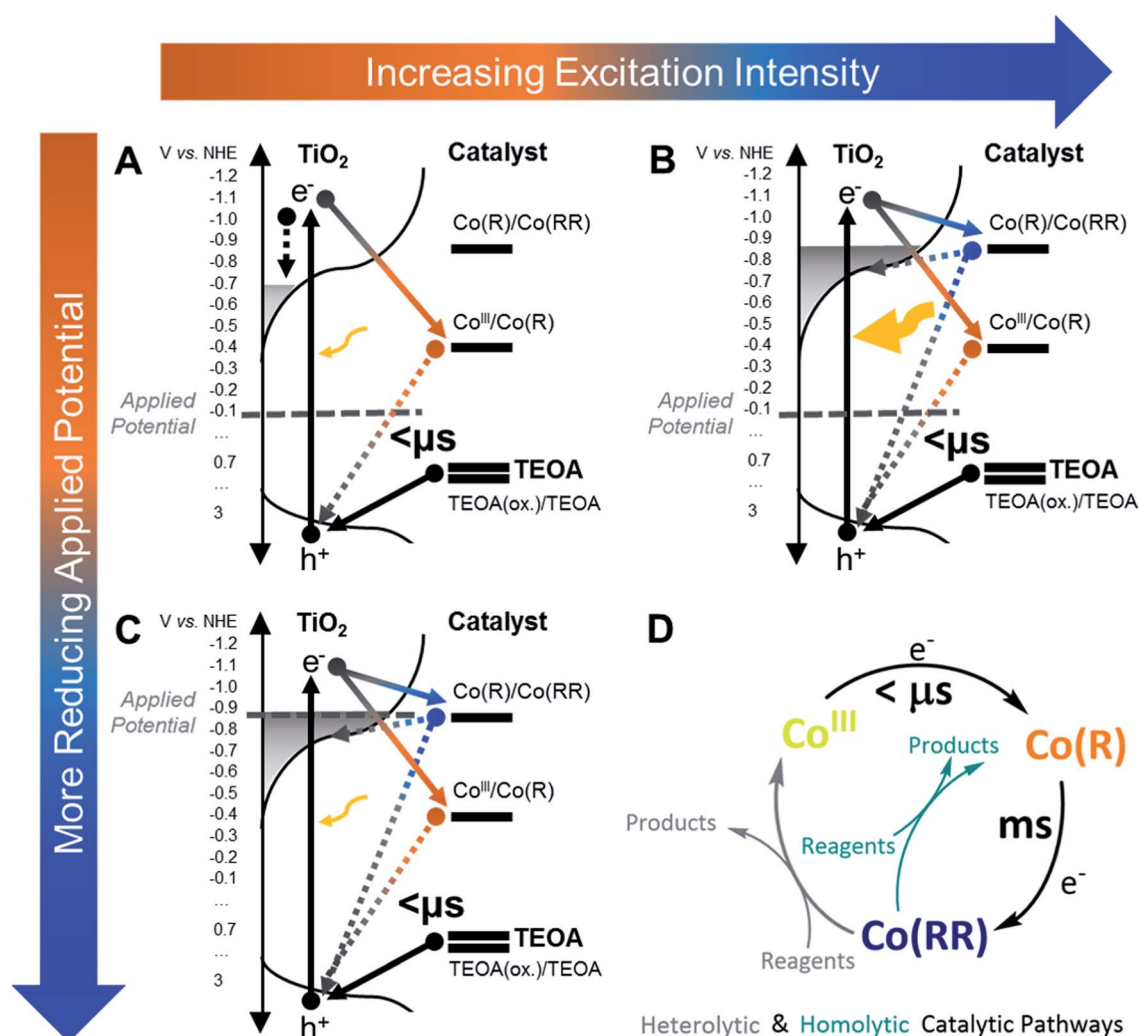 Increasing Excitation Intensity
More Reducing Applied Potential
A
V vs. NHE
TiO₂
Catalyst
-1.2
-1.1
-1.0
-0.9
-0.8
-0.7
-0.6
-0.5
-0.4
-0.3
-0.2
-0.1
...
0.7
...
3
e⁻
Co(R)/Co(RR)
Coᴵᴵᴵ/Co(R)
Applied
Potential
<μs
TEOA
TEOA(ox.)/TEOA
h⁺
B
V vs. NHE
TiO₂
Catalyst
-1.2
-1.1
-1.0
-0.9
-0.8
-0.7
-0.6
-0.5
-0.4
-0.3
-0.2
-0.1
...
0.7
...
3
e⁻
Co(R)/Co(RR)
Coᴵᴵᴵ/Co(R)
Applied
Potential
<μs
TEOA
TEOA(ox.)/TEOA
h⁺
C
V vs. NHE
TiO₂
Catalyst
-1.2
-1.1
-1.0
-0.9
-0.8
-0.7
-0.6
-0.5
-0.4
-0.3
-0.2
-0.1
...
0.7
...
3
e⁻
Applied
Potential
Co(R)/Co(RR)
Coᴵᴵᴵ/Co(R)
<μs
TEOA
TEOA(ox.)/TEOA
h⁺
D
e⁻
< μs
Coᴵᴵᴵ
Products
Co(R)
Products
Reagents
ms
e⁻
Co(RR)
Reagents
Heterolytic & Homolytic Catalytic Pathways